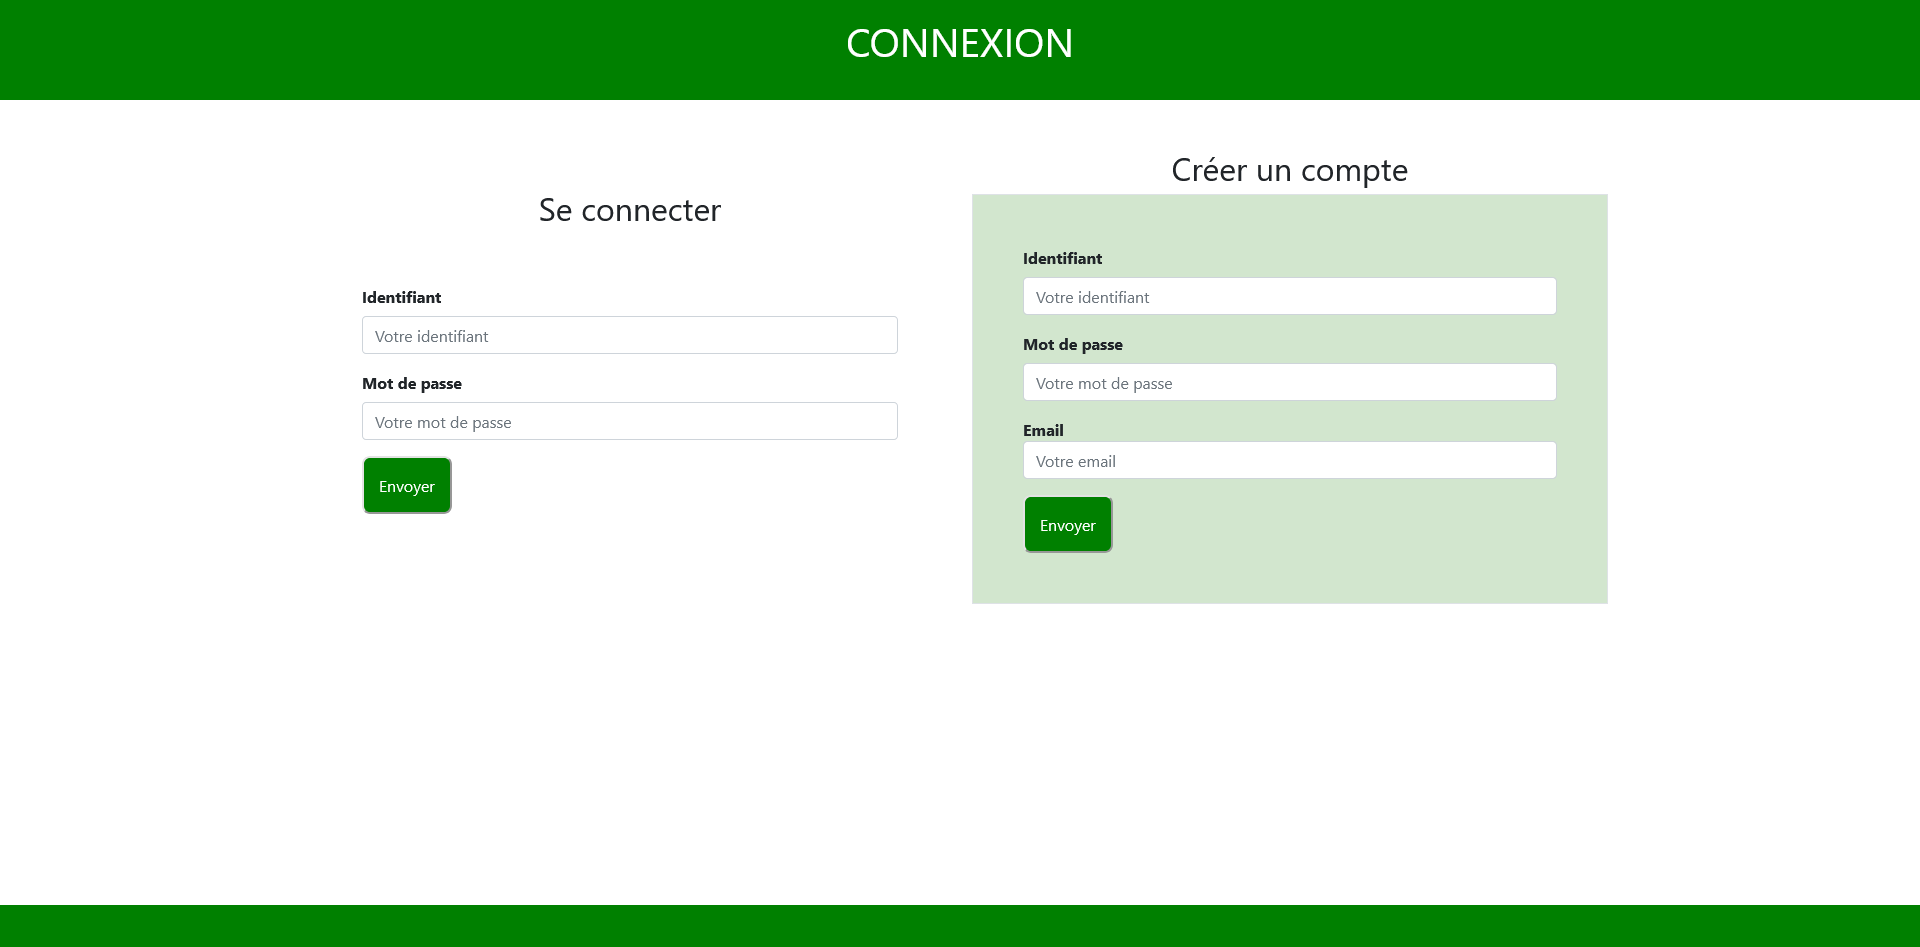 CONNEXION
Se connecter
Identifiant
Votre identifiant
Mot de passe
Votre mot de passe
Envoyer
Créer un compte
Identifiant
Votre identifiant
Mot de passe
Votre mot de passe
Email
Votre email
Envoyer